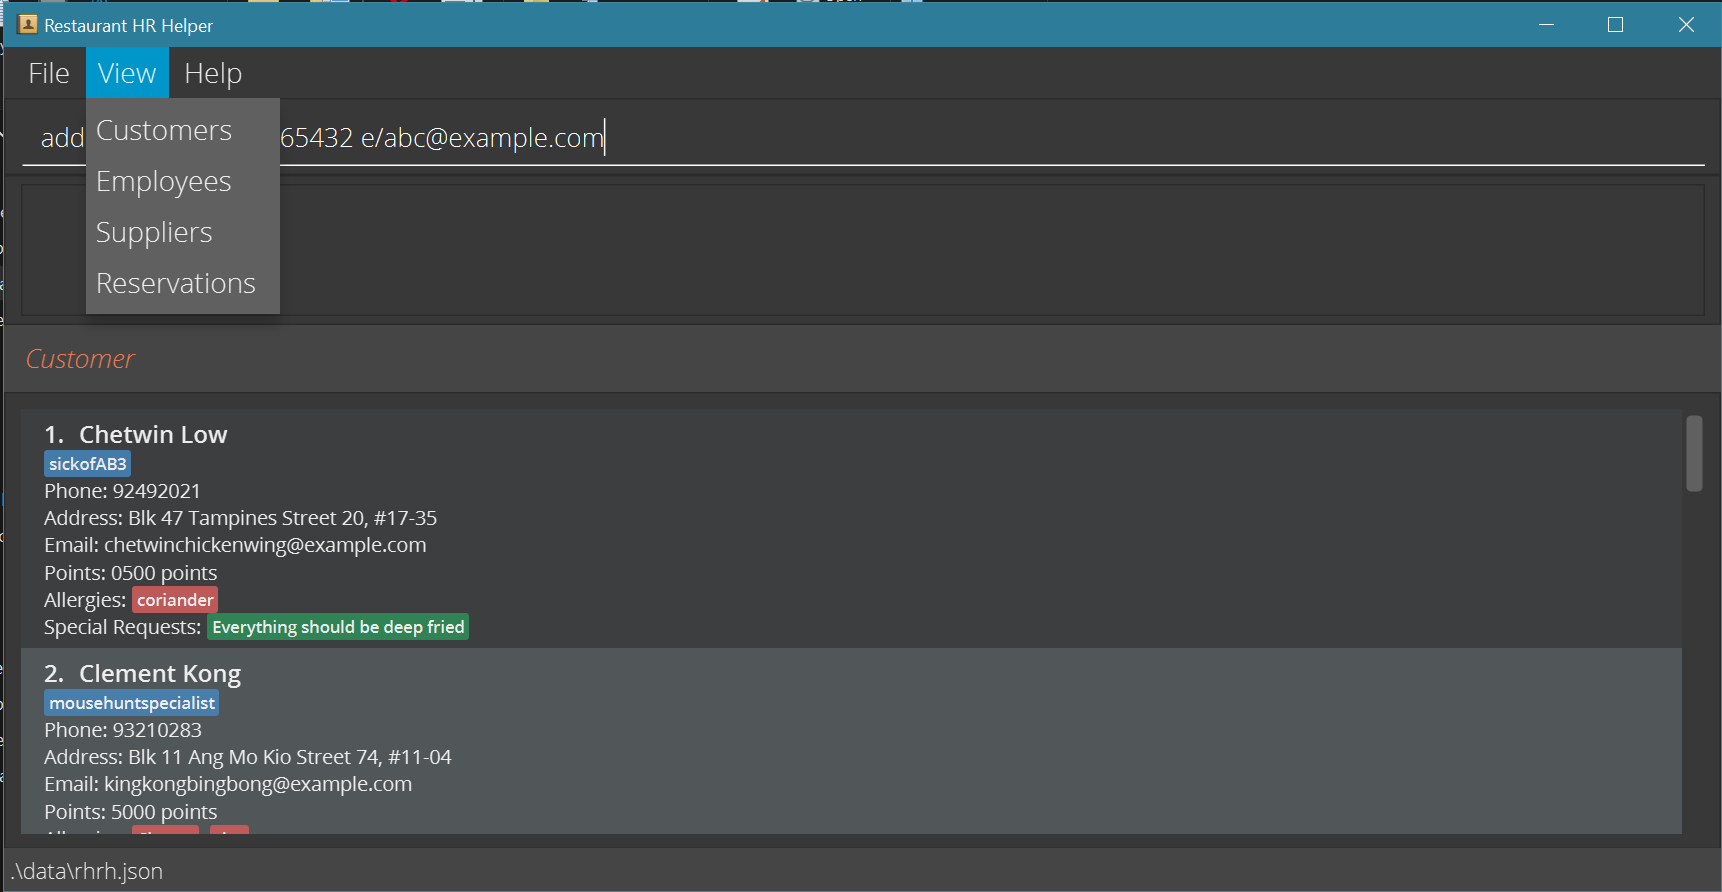 Restaurant HR Helper
File View Help
add 65432 e/abc@example.com
Customers
Employees
Suppliers
Reservations
Customer
1. Chetwin Low
sickofAB3
Phone: 92492021
Address: Blk 47 Tampines Street 20, #17-35
Email: chetwinchickenwing@example.com
Points: 0500 points
Allergies: coriander
Special Requests: Everything should be deep fried
2. Clement Kong
mousehuntspecialist
Phone: 93210283
Address: Blk 11 Ang Mo Kio Street 74, #11-04
Email: kingkongbingbong@example.com
Points: 5000 points
.\data\rhrh.json